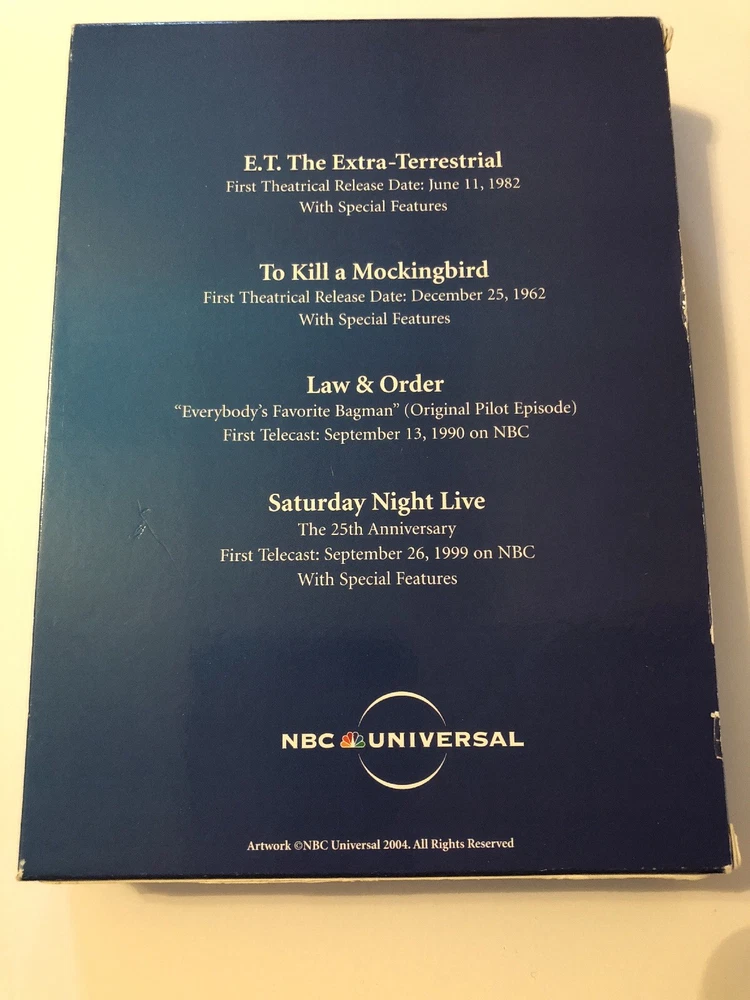 E.T. The Extra-Terrestrial
First Theatrical Release Date: June 11, 1982
With Special Features
To Kill a Mockingbird
First Theatrical Release Date: December 25, 1962
With Special Features
Law & Order
“Everybody’s Favorite Bagman” (Original Pilot Episode)
First Telecast: September 13, 1990 on NBC
Saturday Night Live
The 25th Anniversary
First Telecast: September 26, 1999 on NBC
With Special Features
NBC UNIVERSAL
Artwork ©NBC Universal 2004. All Rights Reserved